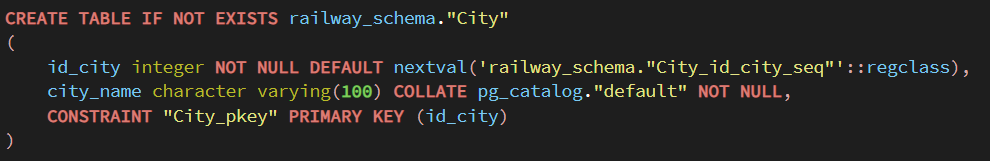 CREATE TABLE IF NOT EXISTS railway_schema."City"
(
    id_city integer NOT NULL DEFAULT nextval('railway_schema."City_id_city_seq"'::regclass),
    city_name character varying(100) COLLATE pg_catalog."default" NOT NULL,
    CONSTRAINT "City_pkey" PRIMARY KEY (id_city)
)